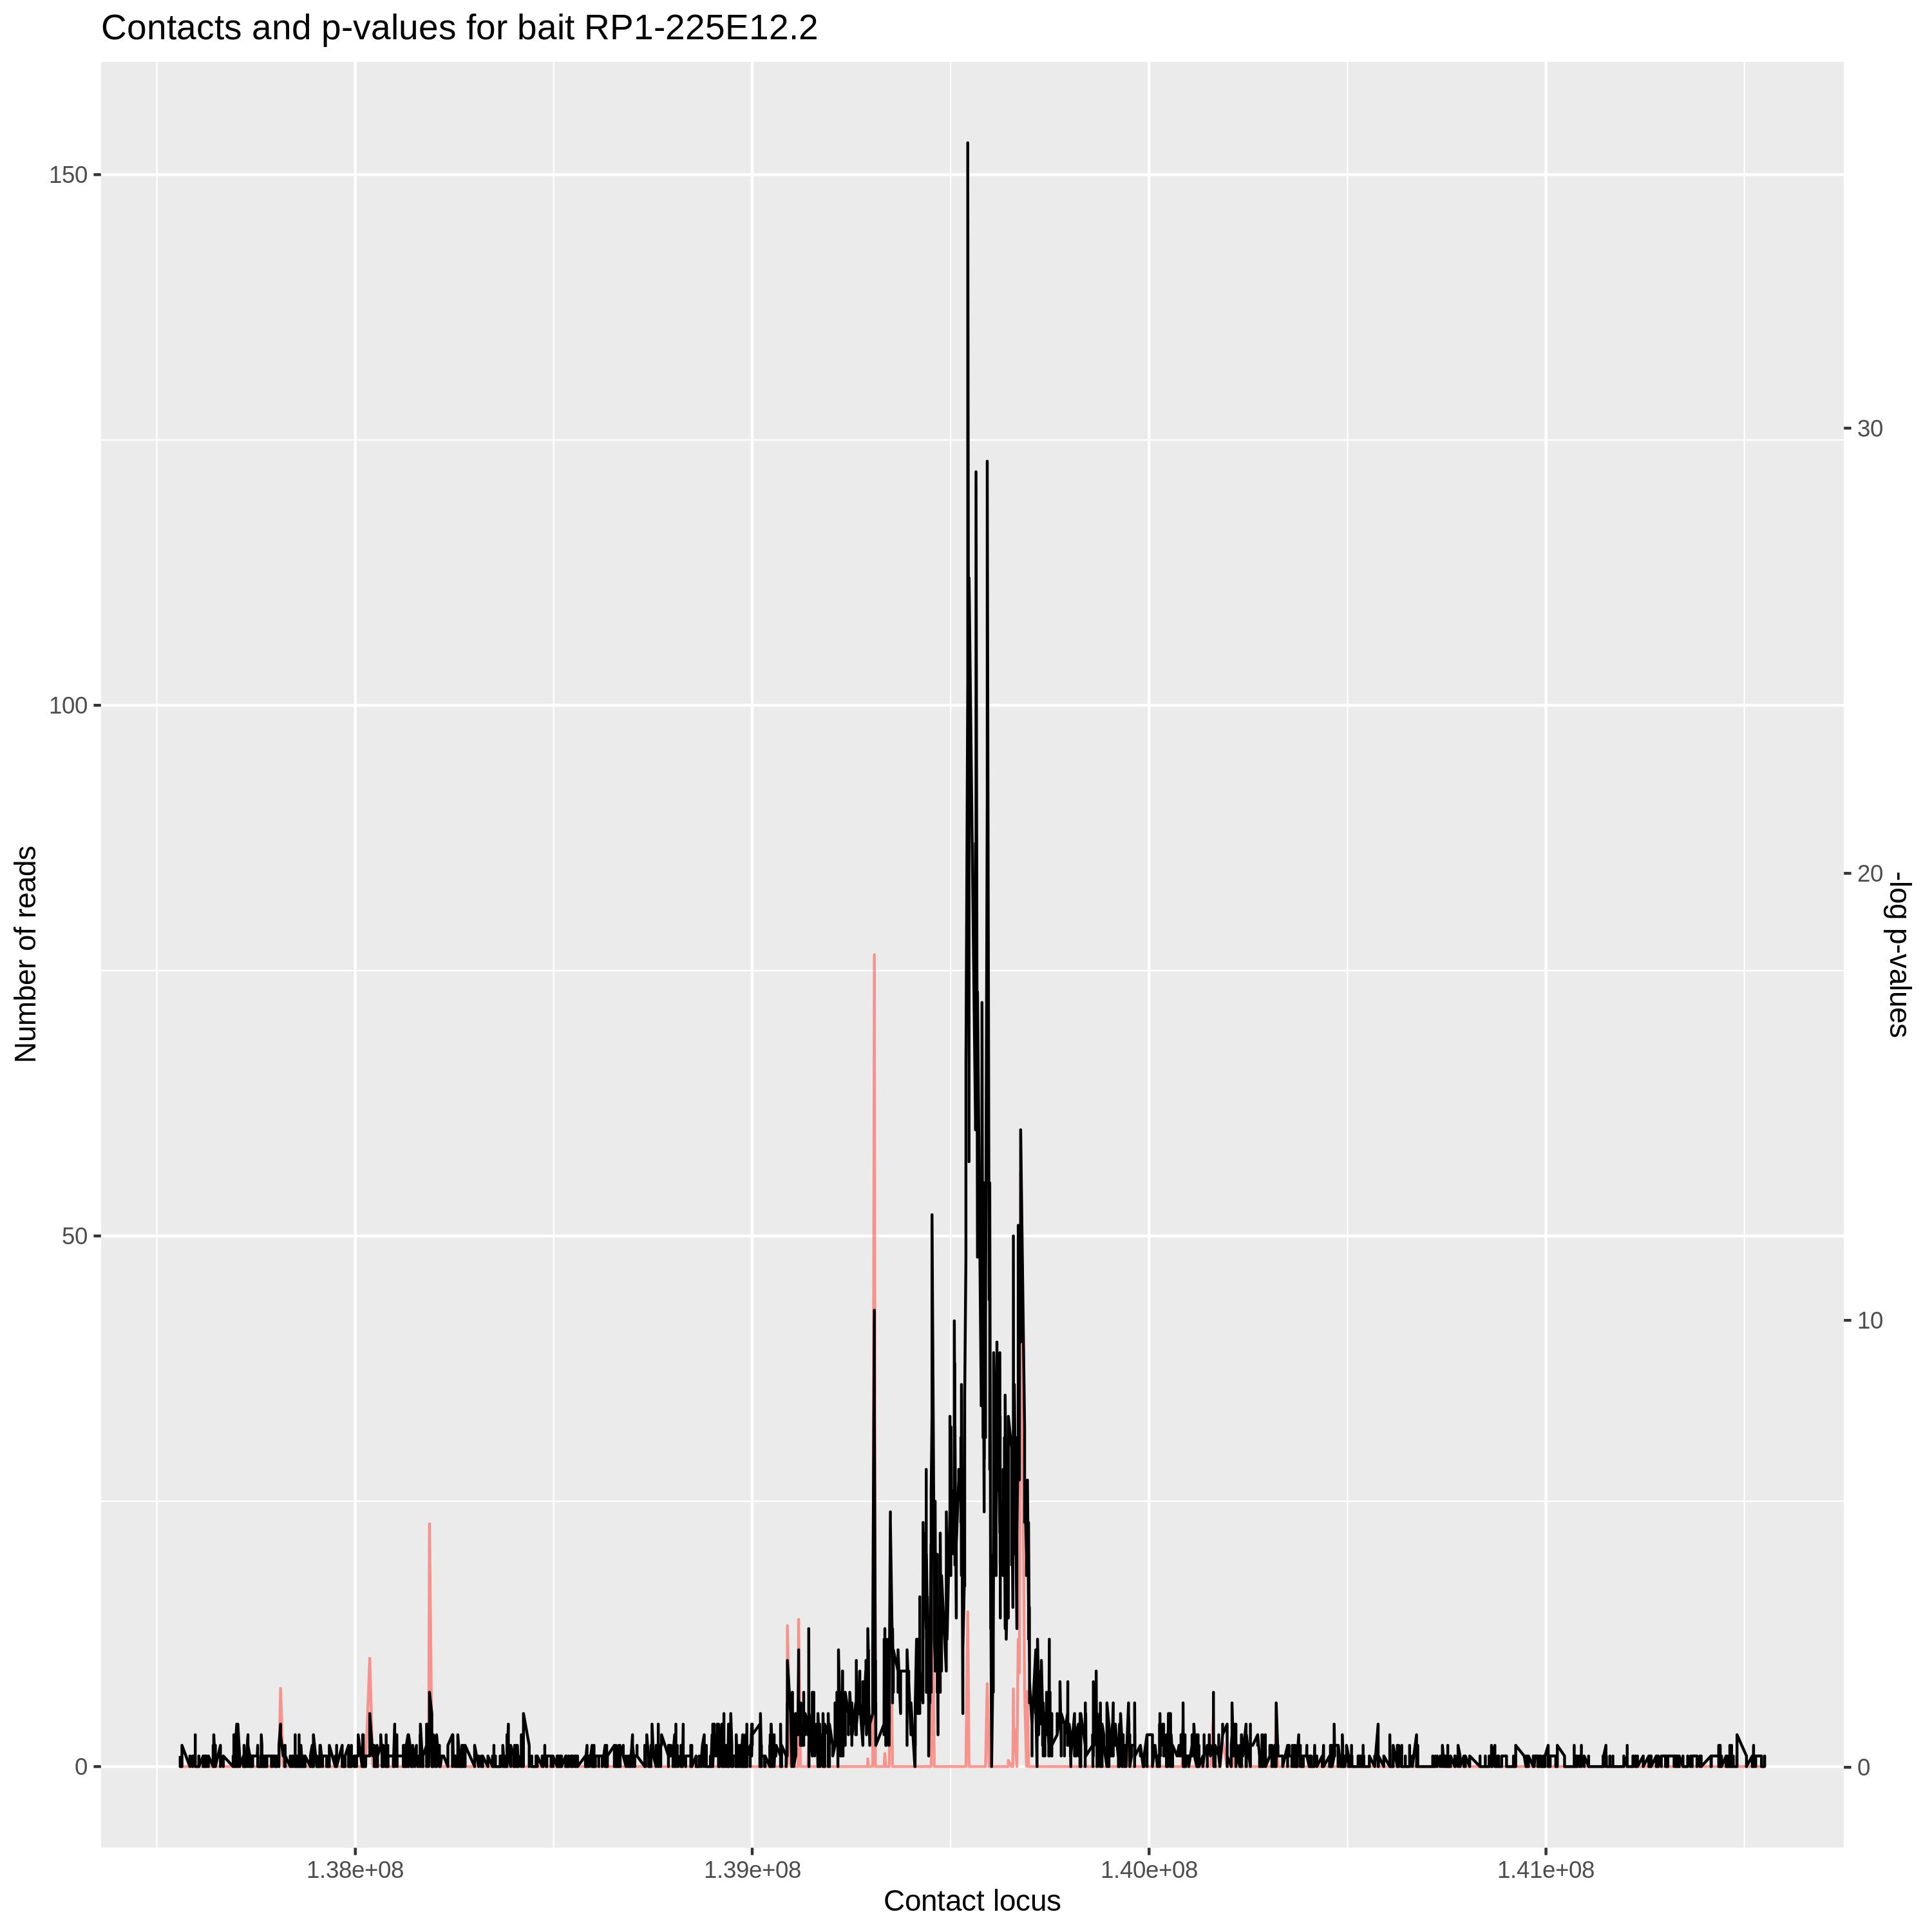 Contacts and p-values for bait RP1-225E12.2
150
100
50
0
Number of reads
30
20
10
0
-log p-values
1.38e+08
1.39e+08
1.40e+08
1.41e+08
Contact locus